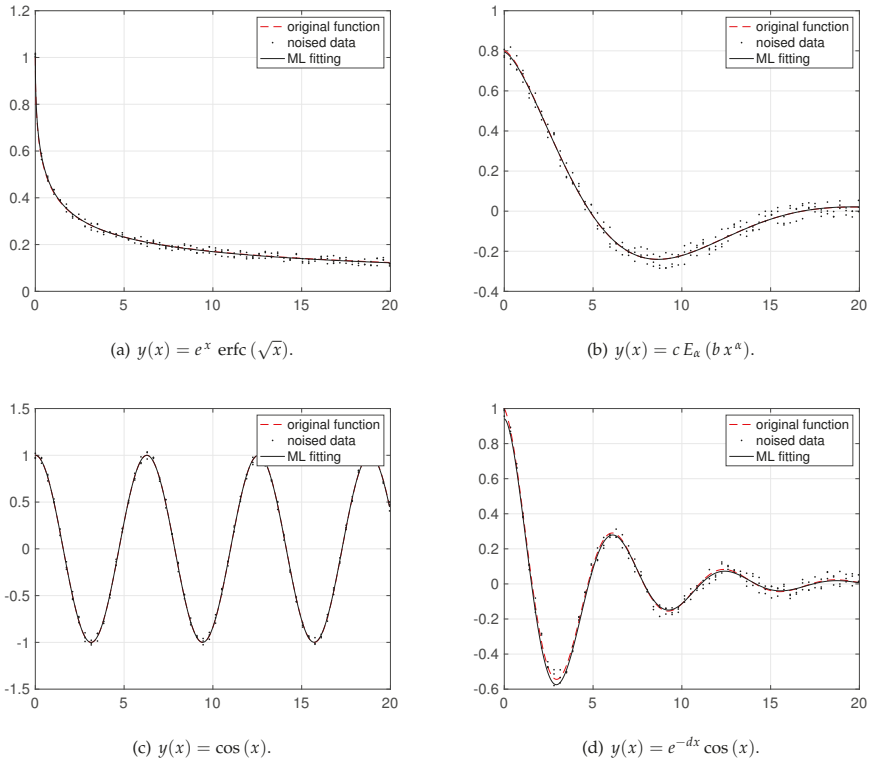 1.2
1
0.8
0.6
0.4
0.2
0
0 5 10 15 20
original function
noised data
ML fitting
(a) y(x) = e^x erfc(√x).
1
0.8
0.6
0.4
0.2
0
-0.2
-0.4
0 5 10 15 20
original function
noised data
ML fitting
(b) y(x) = c E_α (b x^α).
1.5
1
0.5
0
-0.5
-1
-1.5
0 5 10 15 20
original function
noised data
ML fitting
(c) y(x) = cos(x).
1
0.8
0.6
0.4
0.2
0
-0.2
-0.4
-0.6
0 5 10 15 20
original function
noised data
ML fitting
(d) y(x) = e^{-dx} cos(x).